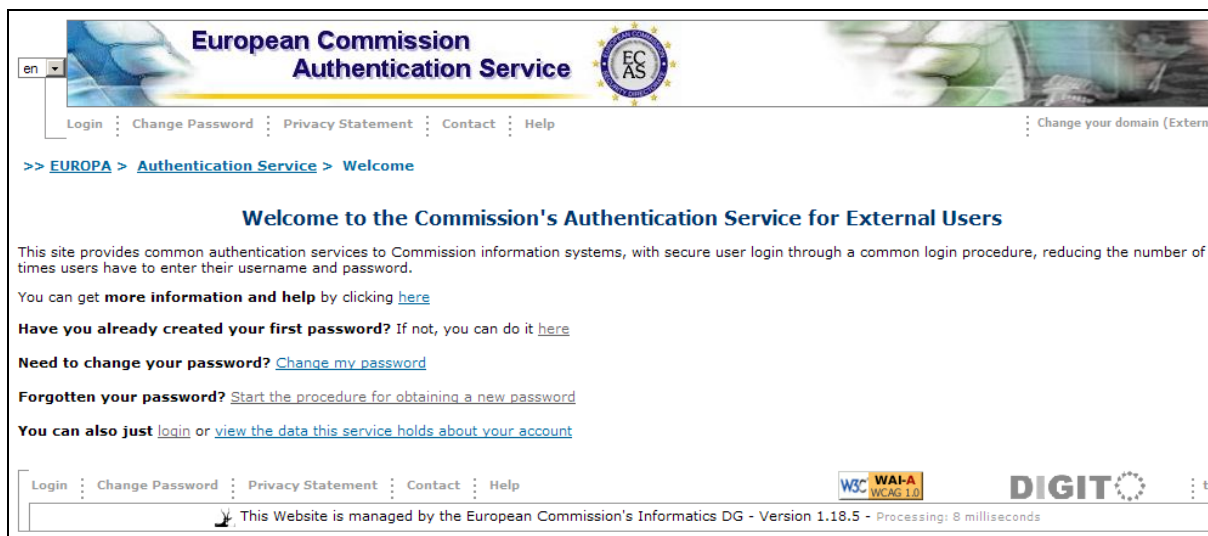 en
European Commission
Authentication Service
EC
AS
Login Change Password Privacy Statement Contact Help Change your domain (Extern
>> EUROPA > Authentication Service > Welcome
Welcome to the Commission's Authentication Service for External Users
This site provides common authentication services to Commission information systems, with secure user login through a common login procedure, reducing the number of
times users have to enter their username and password.
You can get more information and help by clicking here
Have you already created your first password? If not, you can do it here
Need to change your password? Change my password
Forgotten your password? Start the procedure for obtaining a new password
You can also just login or view the data this service holds about your account
Login Change Password Privacy Statement Contact Help W3C WAI-A WCAG 1.0 DIGIT t
This Website is managed by the European Commission's Informatics DG - Version 1.18.5 - Processing: 8 milliseconds